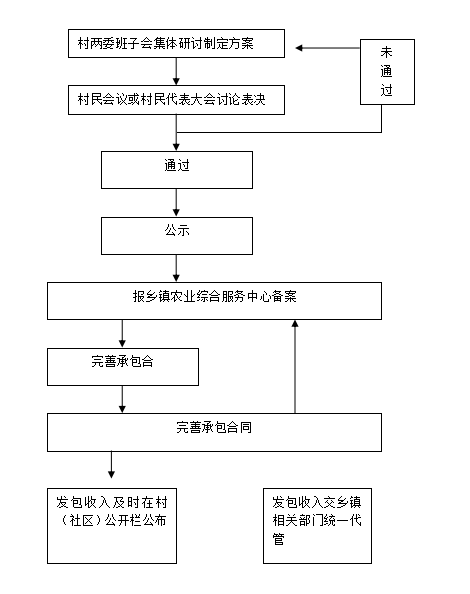 村两委班子会集体研讨制定方案
未
通
过
村民会议或村民代表大会讨论表决
通过
公示
报乡镇农业综合服务中心备案
完善承包合
完善承包合同
发包收入及时在村
（社区）公开栏公布
发包收入交乡镇
相关部门统一代
管